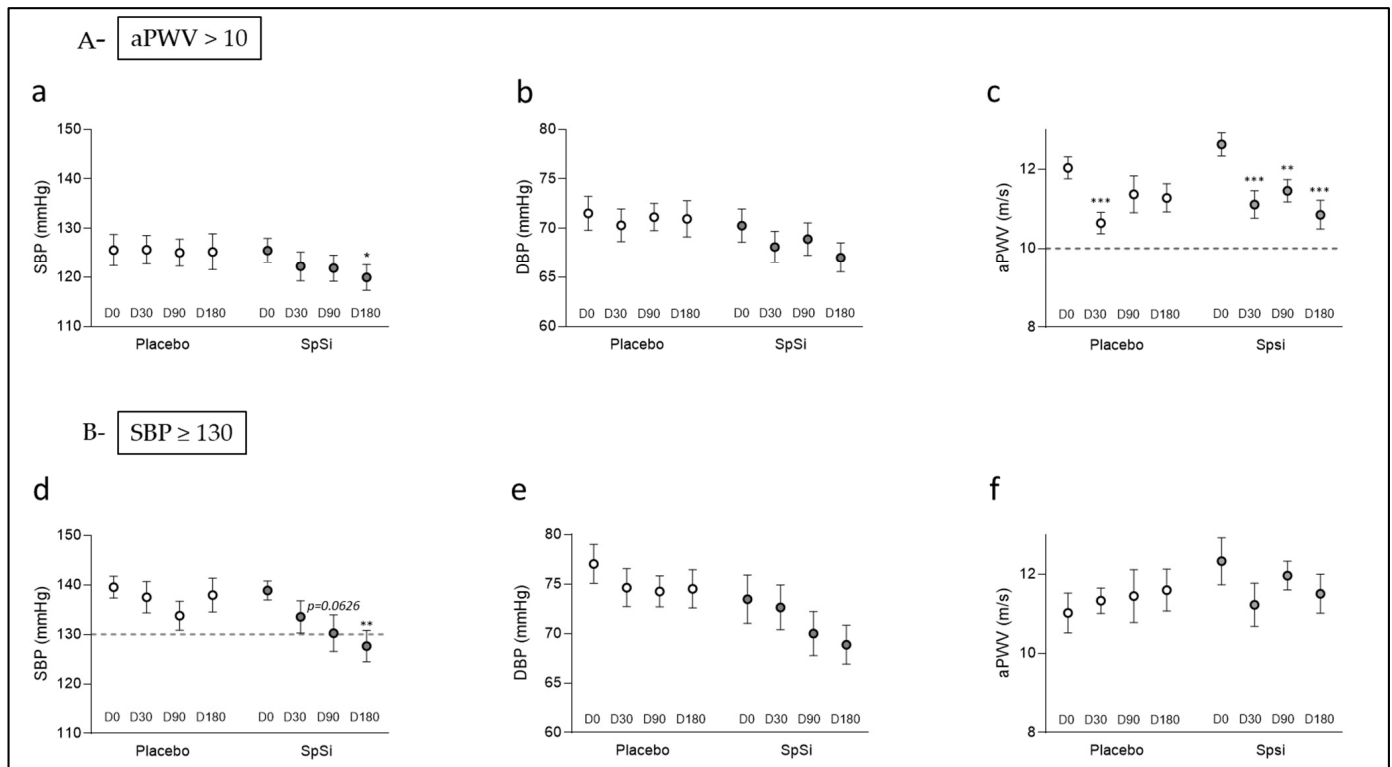 A- aPWV > 10
a
SBP (mmHg)
150
140
130
120
110
D0 D30 D90 D180 D0 D30 D90 D180
*
Placebo SpSi
b
DBP (mmHg)
80
75
70
65
60
D0 D30 D90 D180 D0 D30 D90 D180
Placebo SpSi
c
aPWV (m/s)
12
10
8
*** *** ** ***
D0 D30 D90 D180 D0 D30 D90 D180
Placebo Spsi
B- SBP ≥ 130
d
SBP (mmHg)
150
140
130
120
110
p=0.0626
**
D0 D30 D90 D180 D0 D30 D90 D180
Placebo SpSi
e
DBP (mmHg)
80
75
70
65
60
D0 D30 D90 D180 D0 D30 D90 D180
Placebo SpSi
f
aPWV (m/s)
12
10
8
D0 D30 D90 D180 D0 D30 D90 D180
Placebo Spsi